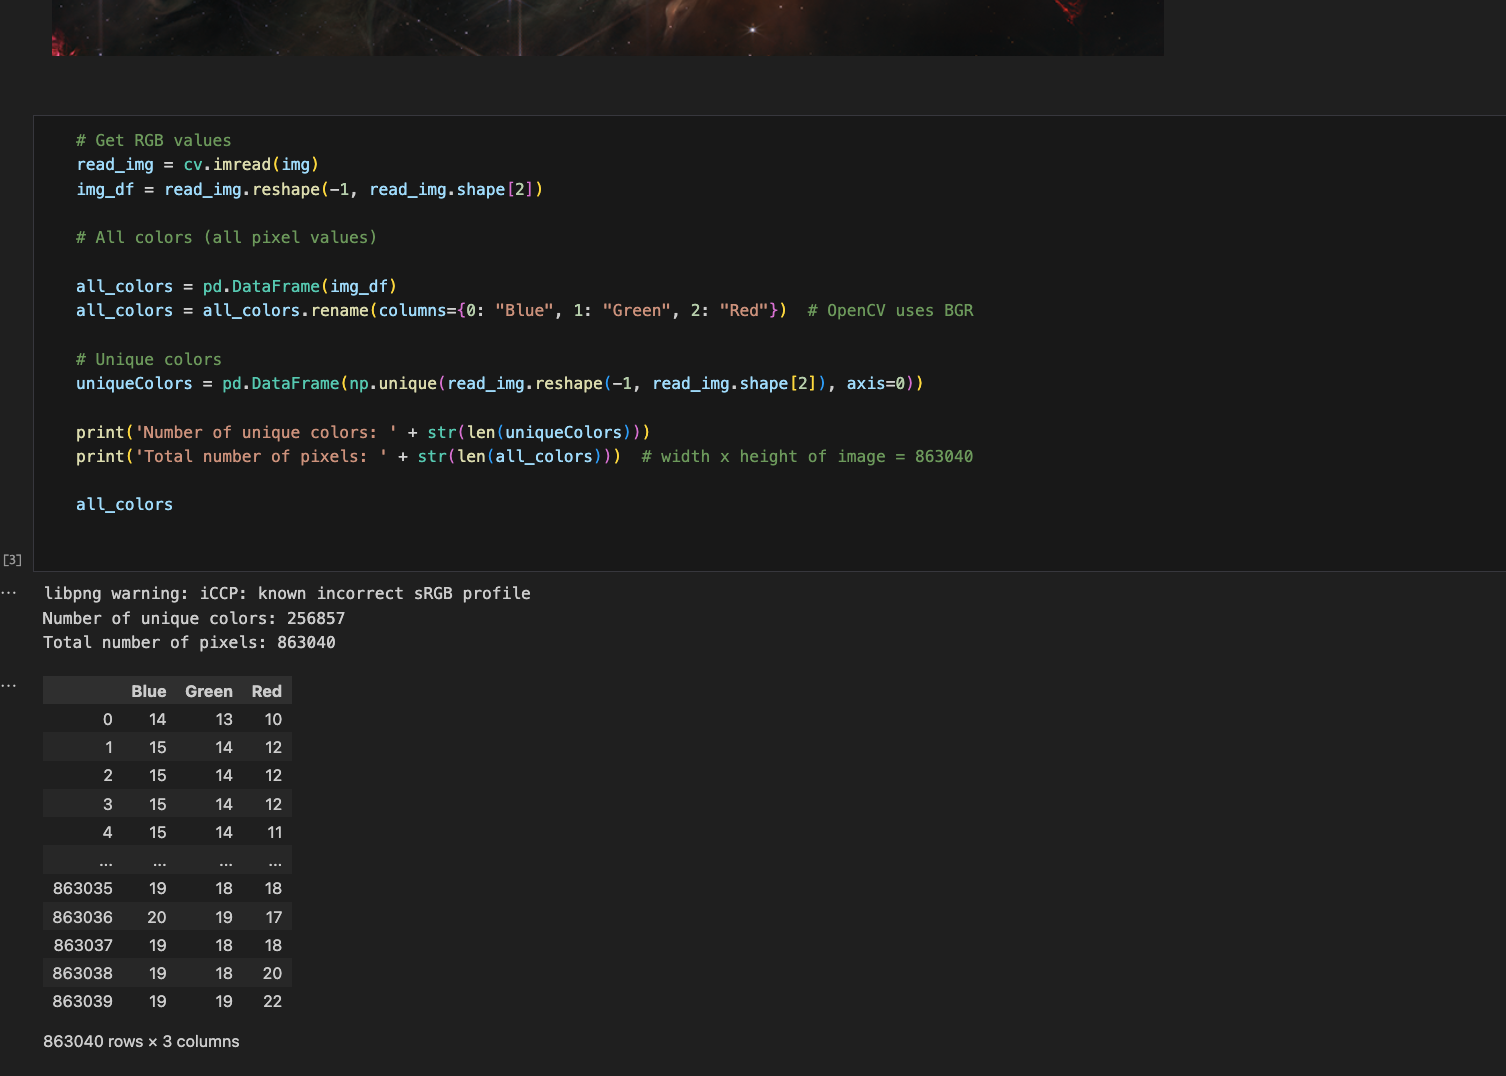 # Get RGB values
read_img = cv.imread(img)
img_df = read_img.reshape(-1, read_img.shape[2])
# All colors (all pixel values)
all_colors = pd.DataFrame(img_df)
all_colors = all_colors.rename(columns={0: "Blue", 1: "Green", 2: "Red"})  # OpenCV uses BGR
# Unique colors
uniqueColors = pd.DataFrame(np.unique(read_img.reshape(-1, read_img.shape[2]), axis=0))
print('Number of unique colors: ' + str(len(uniqueColors)))
print('Total number of pixels: ' + str(len(all_colors)))  # width x height of image = 863040
all_colors
[3]
... libpng warning: iCCP: known incorrect sRGB profile
Number of unique colors: 256857
Total number of pixels: 863040
...
Blue Green Red
0 14 13 10
1 15 14 12
2 15 14 12
3 15 14 12
4 15 14 11
... ... ... ...
863035 19 18 18
863036 20 19 17
863037 19 18 18
863038 19 18 20
863039 19 19 22
863040 rows × 3 columns